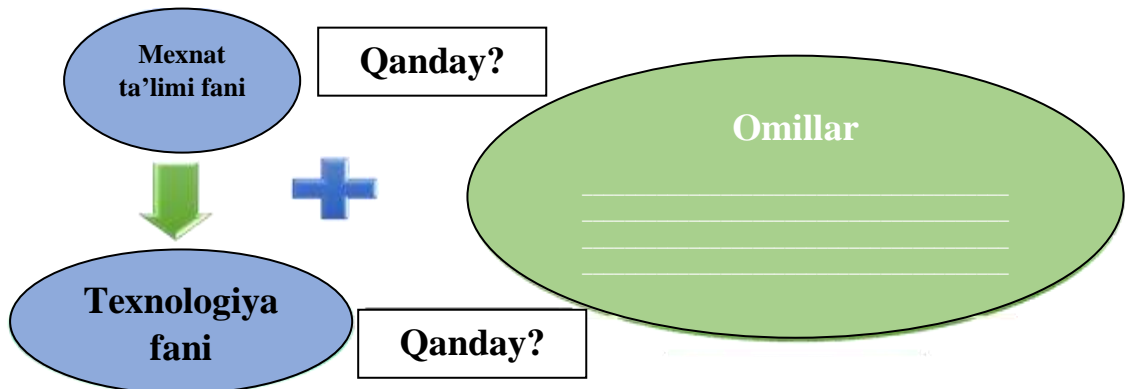 Mexnat
ta’limi fani
Qanday?
Omillar
Texnologiya
fani
Qanday?